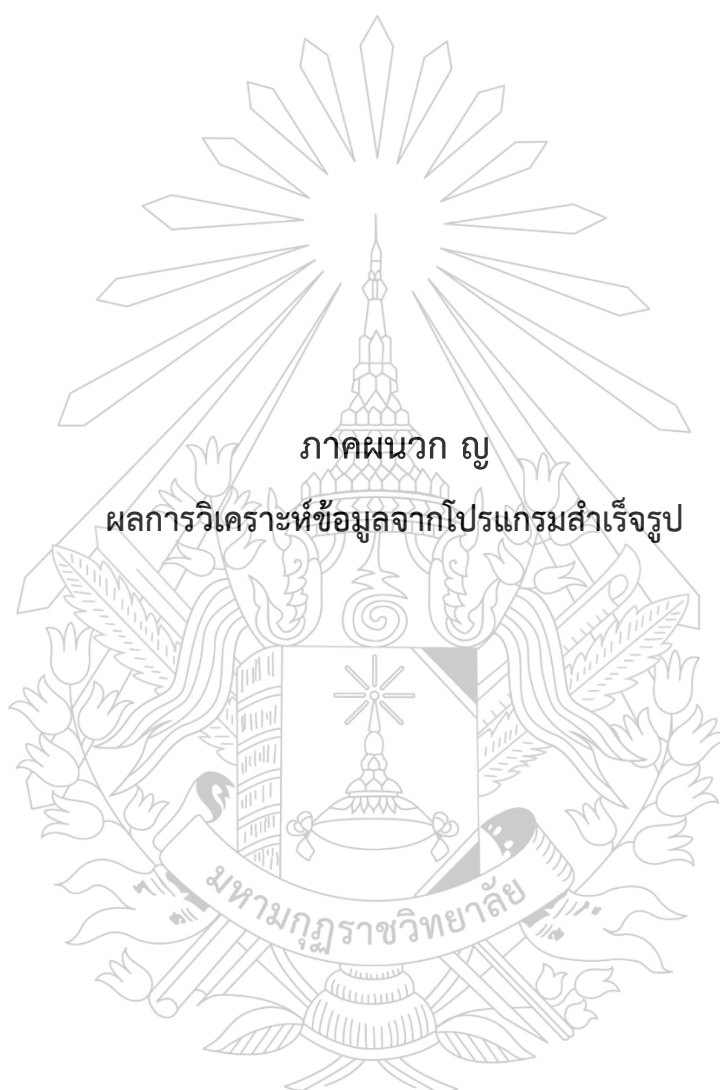 ภาคผนวก ญ
ผลการวิเคราะห์ข้อมูลจากโปรแกรมสำเร็จรูป
มหามกุฏราชวิทยาลัย